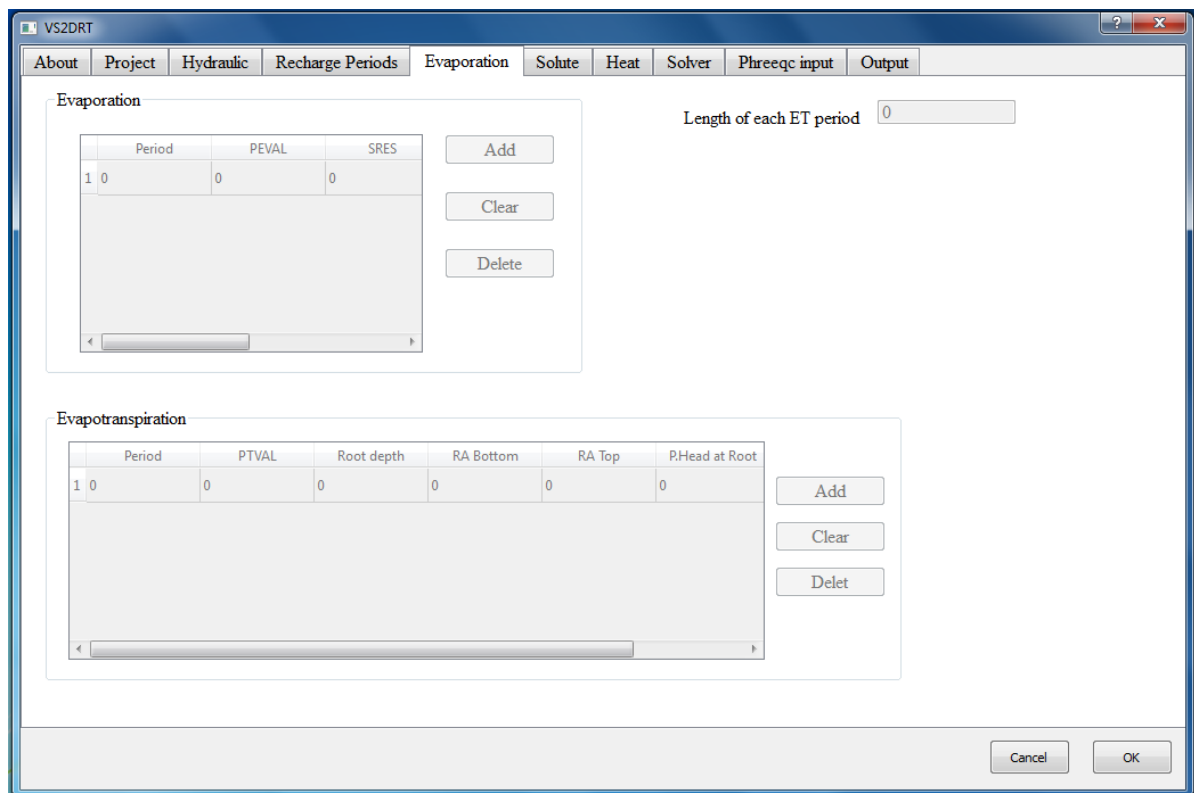 VS2DRT
About Project Hydraulic Recharge Periods Evaporation Solute Heat Solver Phreeqc input Output
Evaporation
Length of each ET period 0
Period PEVAL SRES
1 0 0 0
Add
Clear
Delete
Evapotranspiration
Period PTVAL Root depth RA Bottom RA Top P.Head at Root
1 0 0 0 0 0 0
Add
Clear
Delet
Cancel OK